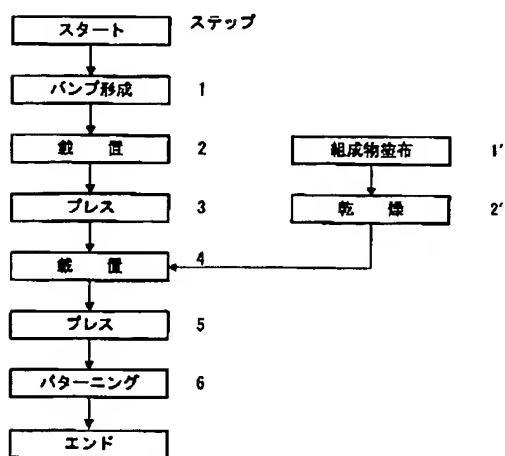 スタート ステップ
バンプ形成 1
載 置 2
組成物塗布 1'
プレス 3
乾 燥 2'
載 置 4
プレス 5
パターニング 6
エンド